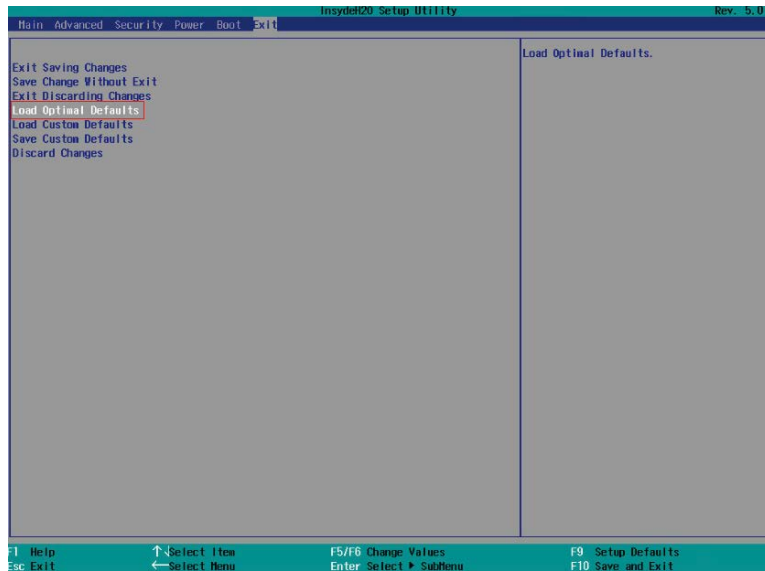 InsydeH20 Setup Utility Rev. 5.0
Main Advanced Security Power Boot Exit
Load Optimal Defaults.
Exit Saving Changes
Save Change Without Exit
Exit Discarding Changes
Load Optimal Defaults
Load Custom Defaults
Save Custom Defaults
Discard Changes
F1 Help ↑↓Select Item F5/F6 Change Values F9 Setup Defaults
Esc Exit ←Select Menu Enter Select ▶ SubMenu F10 Save and Exit